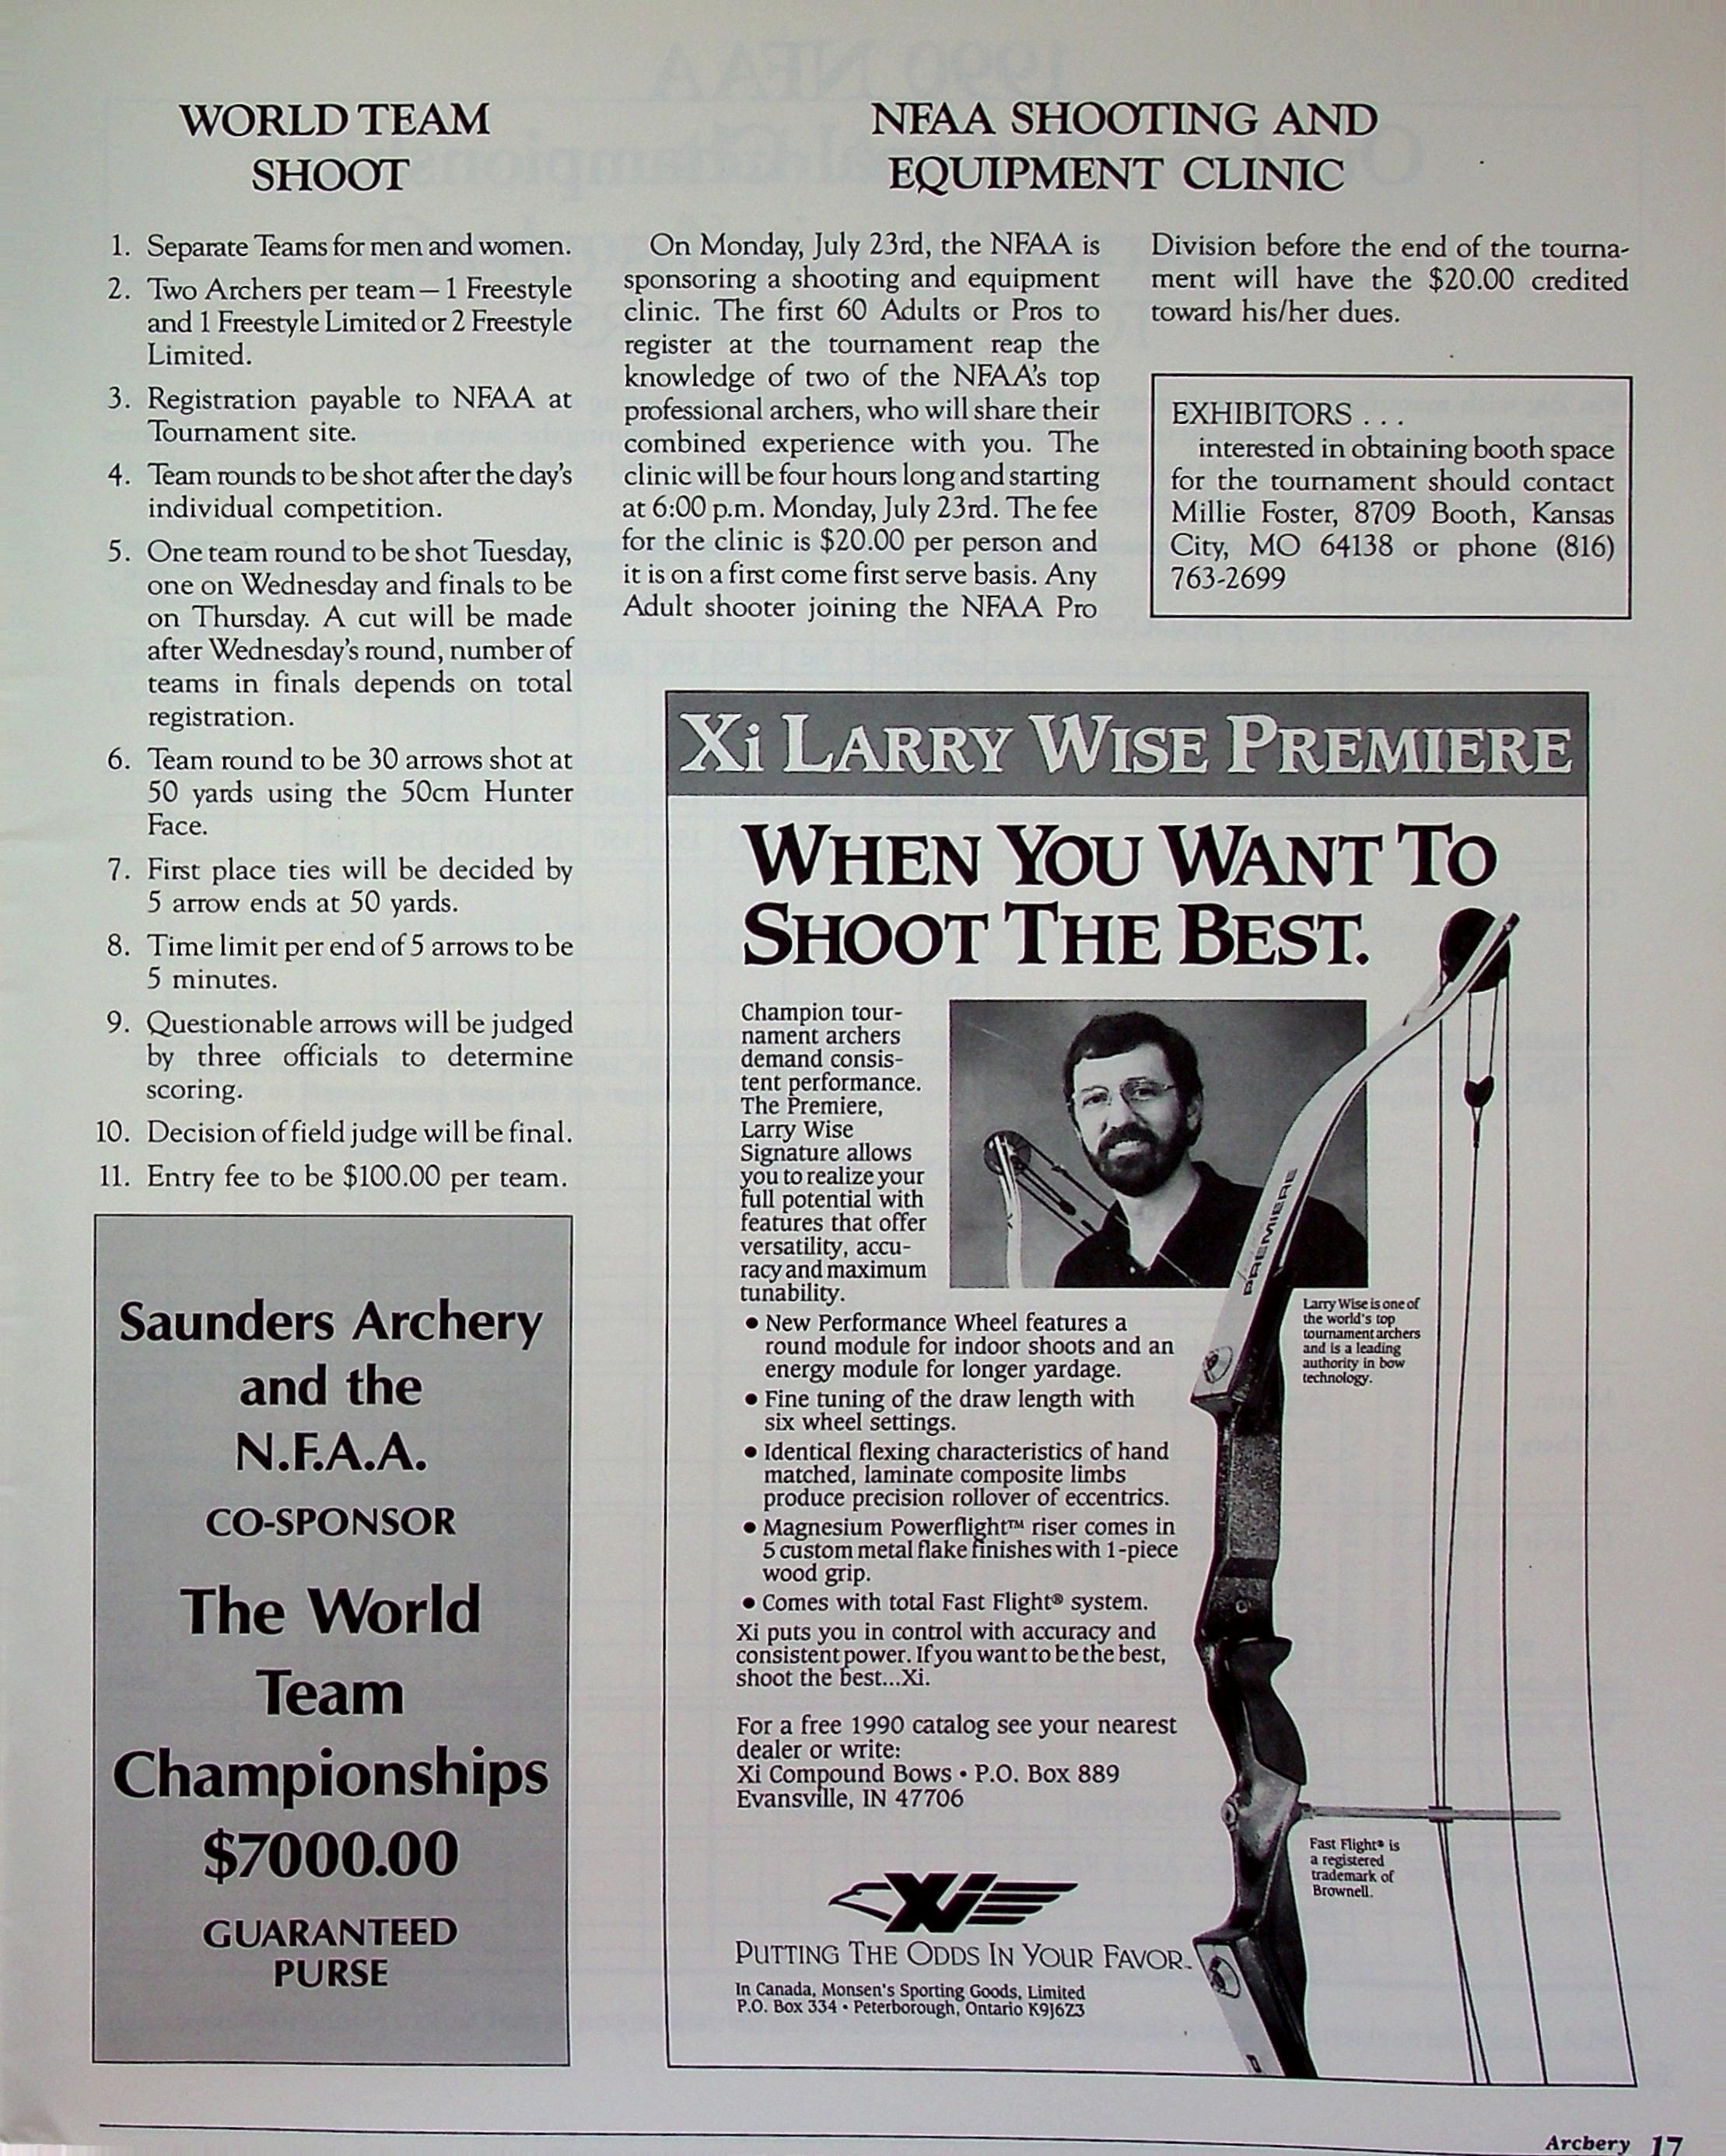 WORLD TEAM
SHOOT
1. Separate Teams for men and women.
2. Two Archers per team — 1 Freestyle
and 1 Freestyle Limited or 2 Freestyle
Limited.
3. Registration payable to NFAA at
Tournament site.
4. Team rounds to be shot after the day's
individual competition.
5. One team round to be shot Tuesday,
one on Wednesday and finals to be
on Thursday. A cut will be made
after Wednesday's round, number of
teams in finals depends on total
registration.
6. Team round to be 30 arrows shot at
50 yards using the 50cm Hunter
Face.
7. First place ties will be decided by
5 arrow ends at 50 yards.
8. Time limit per end of 5 arrows to be
5 minutes.
9. Questionable arrows will be judged
by three officials to determine
scoring.
10. Decision of field judge will be final.
11. Entry fee to be $100.00 per team.
Saunders Archery
and the
N.F.A.A.
CO-SPONSOR
The World
Team
Championships
$7000.00
GUARANTEED
PURSE
NFAA SHOOTING AND
EQUIPMENT CLINIC
On Monday, July 23rd, the NFAA is
sponsoring a shooting and equipment
clinic. The first 60 Adults or Pros to
register at the tournament reap the
knowledge of two of the NFAA's top
professional archers, who will share their
combined experience with you. The
clinic will be four hours long and starting
at 6:00 p.m. Monday, July 23rd. The fee
for the clinic is $20.00 per person and
it is on a first come first serve basis. Any
Adult shooter joining the NFAA Pro
Division before the end of the tourna-
ment will have the $20.00 credited
toward his/her dues.
EXHIBITORS . . .
interested in obtaining booth space
for the tournament should contact
Millie Foster, 8709 Booth, Kansas
City, MO 64138 or phone (816)
763-2699
Xi LARRY WISE PREMIERE
WHEN YOU WANT TO
SHOOT THE BEST.
Champion tour-
nament archers
demand consis-
tent performance.
The Premiere,
Larry Wise
Signature allows
you to realize your
full potential with
features that offer
versatility, accu-
racy and maximum
tunability.
• New Performance Wheel features a
round module for indoor shoots and an
energy module for longer yardage.
• Fine tuning of the draw length with
six wheel settings.
• Identical flexing characteristics of hand
matched, laminate composite limbs
produce precision rollover of eccentrics.
• Magnesium Powerflight™ riser comes in
5 custom metal flake finishes with 1-piece
wood grip.
• Comes with total Fast Flight® system.
Xi puts you in control with accuracy and
consistent power. If you want to be the best,
shoot the best...Xi.
For a free 1990 catalog see your nearest
dealer or write:
Xi Compound Bows • P.O. Box 889
Evansville, IN 47706
PREMIERE
Larry Wise is one of
the world's top
tournament archers
and is a leading
authority in bow
technology.
Fast Flight® is
a registered
trademark of
Brownell.
Xi
PUTTING THE ODDS IN YOUR FAVOR.
In Canada, Monsen's Sporting Goods, Limited
P.O. Box 334 • Peterborough, Ontario K9J6Z3
Archery 17